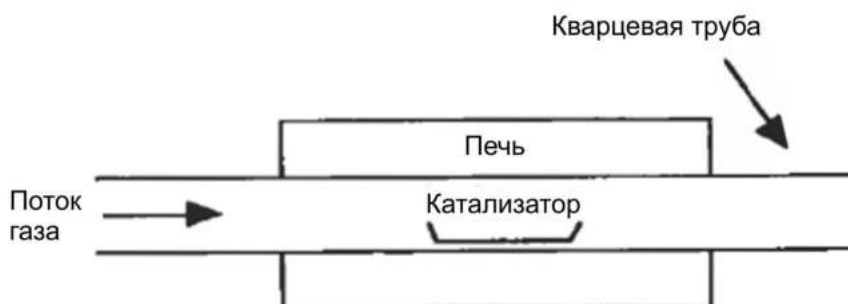 Кварцевая труба
Печь
Поток
газа
Катализатор